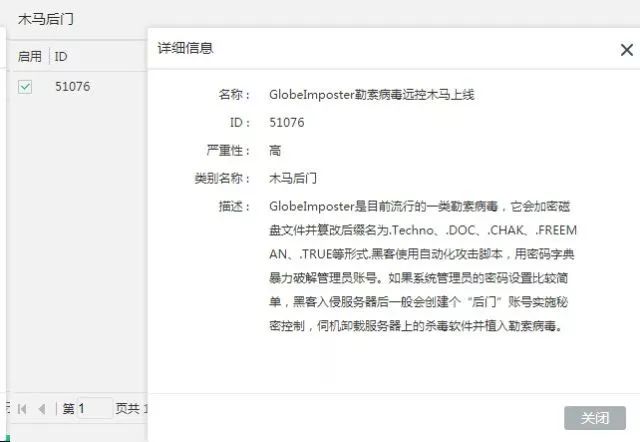 木马后门
启用 ID
51076
详细信息
名称： GlobeImposter勒索病毒远控木马上线
ID： 51076
严重性： 高
类别名称： 木马后门
描述： GlobeImposter是目前流行的一类勒索病毒，它会加密磁
盘文件并篡改后缀名为.Techno、.DOC、.CHAK、.FREEM
AN、.TRUE等形式.黑客使用自动化攻击脚本，用密码字典
暴力破解管理员账号。如果系统管理员的密码设置比较简
单，黑客入侵服务器后一般会创建个“后门”账号实施秘
密控制，伺机卸载服务器上的杀毒软件并植入勒索病毒。
第 1 页共 1
关闭